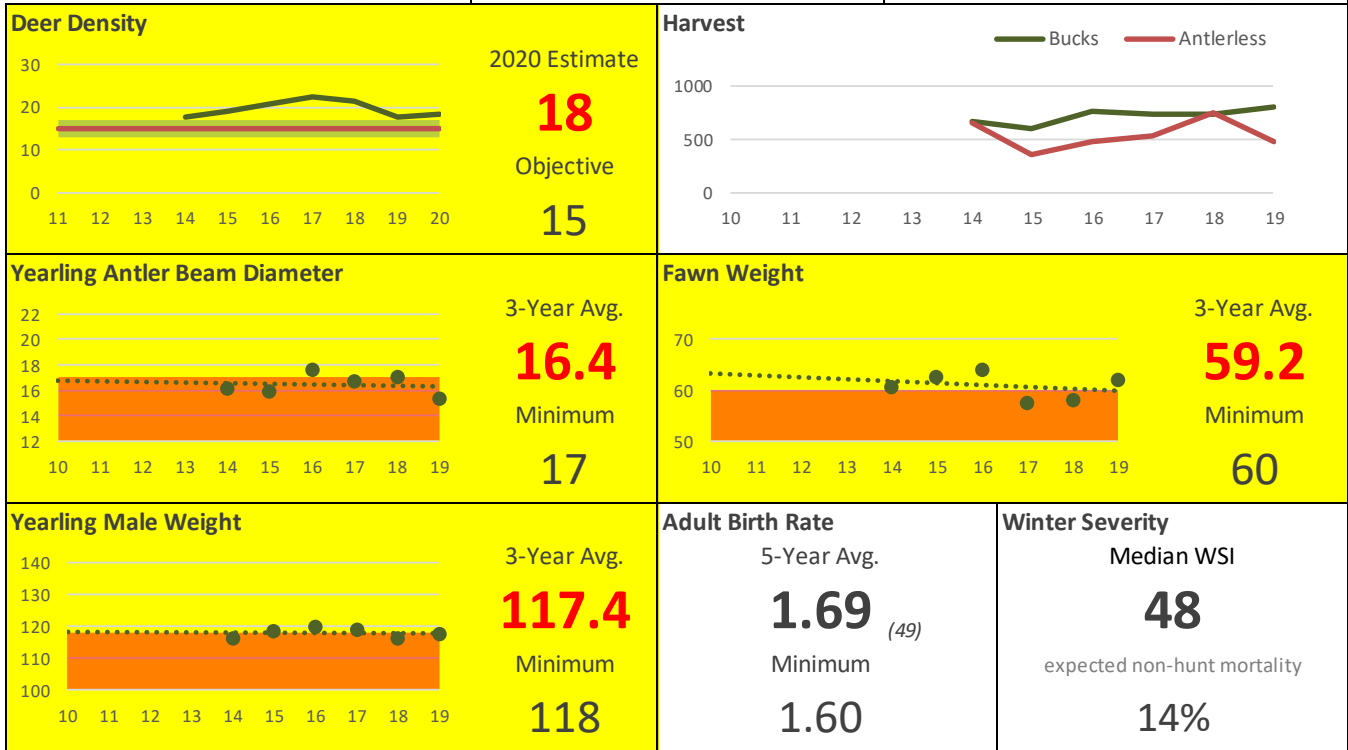 Deer Density
30
20
10
0
11 12 13 14 15 16 17 18 19 20
2020 Estimate
18
Objective
15
Harvest
Bucks Antlerless
1000
500
0
10 11 12 13 14 15 16 17 18 19
Yearling Antler Beam Diameter
22
20
18
16
14
12
10 11 12 13 14 15 16 17 18 19
3-Year Avg.
16.4
Minimum
17
Fawn Weight
70
60
50
10 11 12 13 14 15 16 17 18 19
3-Year Avg.
59.2
Minimum
60
Yearling Male Weight
140
130
120
110
100
10 11 12 13 14 15 16 17 18 19
3-Year Avg.
117.4
Minimum
118
Adult Birth Rate
5-Year Avg.
1.69 (49)
Minimum
1.60
Winter Severity
Median WSI
48
expected non-hunt mortality
14%